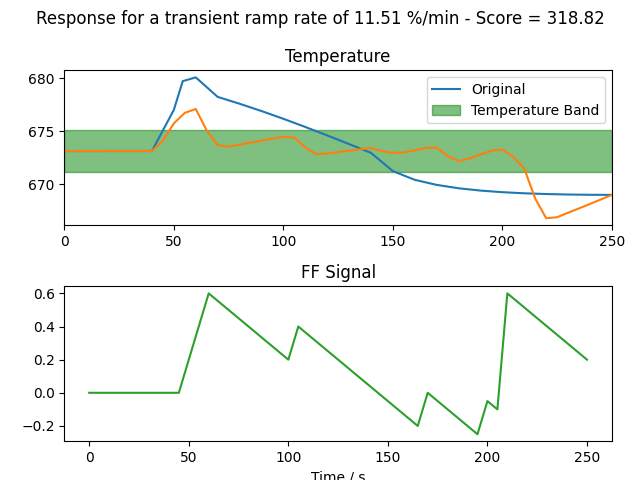 Response for a transient ramp rate of 11.51 %/min - Score = 318.82
Temperature
680
675
670
Original
Temperature Band
0 50 100 150 200 250
FF Signal
0.6
0.4
0.2
0.0
−0.2
0 50 100 150 200 250
Time / s